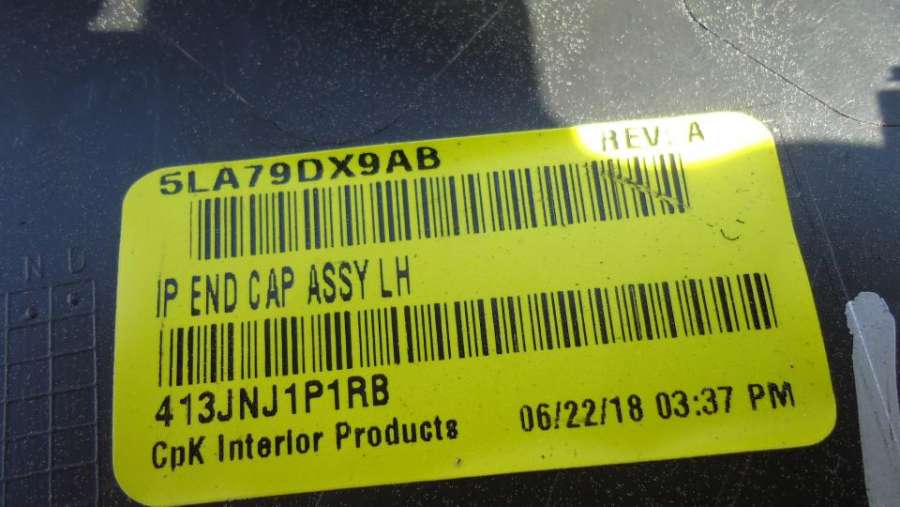 5LA79DX9AB REV: A
IP END CAP ASSY LH
413JNJ1P1RB
CpK Interior Products 06/22/18 03:37 PM
N U